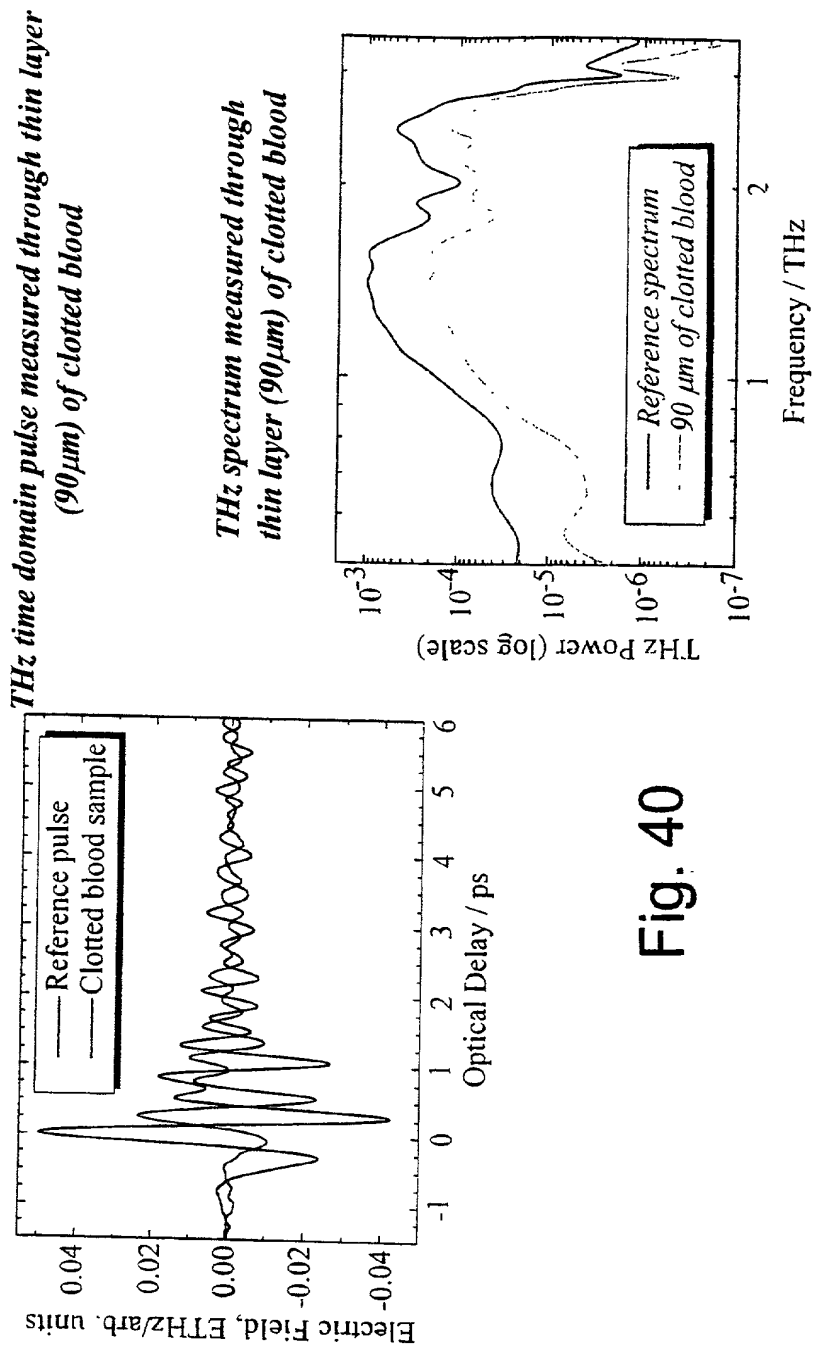 THz time domain pulse measured through thin layer
(90μm) of clotted blood
Electric Field, ETHz/arb. units
0.04
0.02
0.00
-0.02
-0.04
Reference pulse
Clotted blood sample
-1
0
1
2
3
4
5
6
Optical Delay / ps
THz spectrum measured through
thin layer (90μm) of clotted blood
THz Power (log scale)
10-3
10-4
10-5
10-6
10-7
Reference spectrum
90 μm of clotted blood
1
2
Frequency / THz
Fig. 40